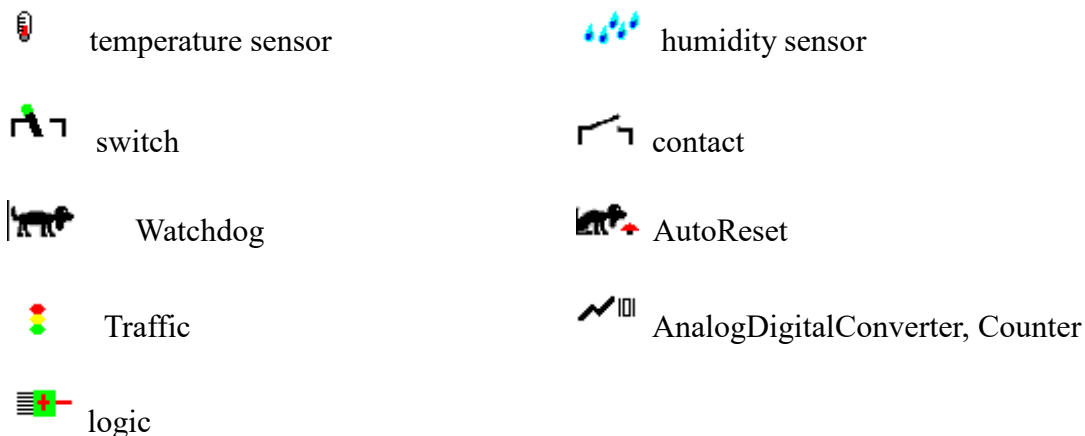 temperature sensor
humidity sensor
switch
contact
Watchdog
AutoReset
Traffic
AnalogDigitalConverter, Counter
logic